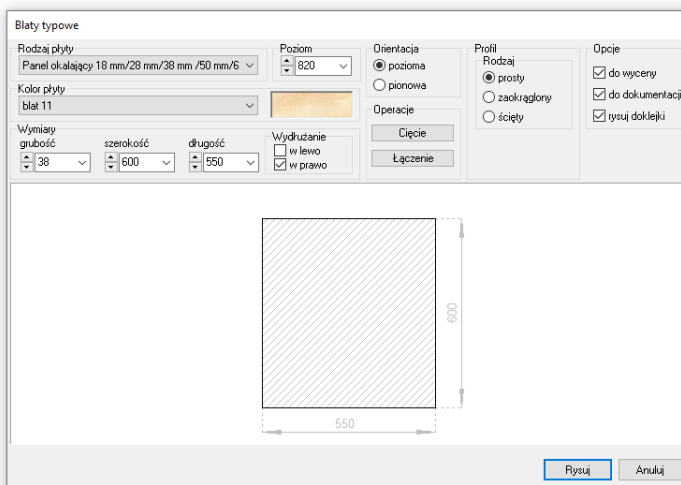 Blaty typowe
Rodzaj płyty
Panel okalający 18 mm/28 mm/38 mm /50 mm/6
Poziom
820
Orientacja
pozioma
pionowa
Profil
Rodzaj
prosty
zaokrąglony
ścięty
Opcje
do wyceny
do dokumentacji
rysuj doklejki
Kolor płyty
blat 11
Operacje
Cięcie
Łączenie
Wymiary
grubość
38
szerokość
600
długość
550
Wydłużanie
w lewo
w prawo
600
550
Rysuj
Anuluj